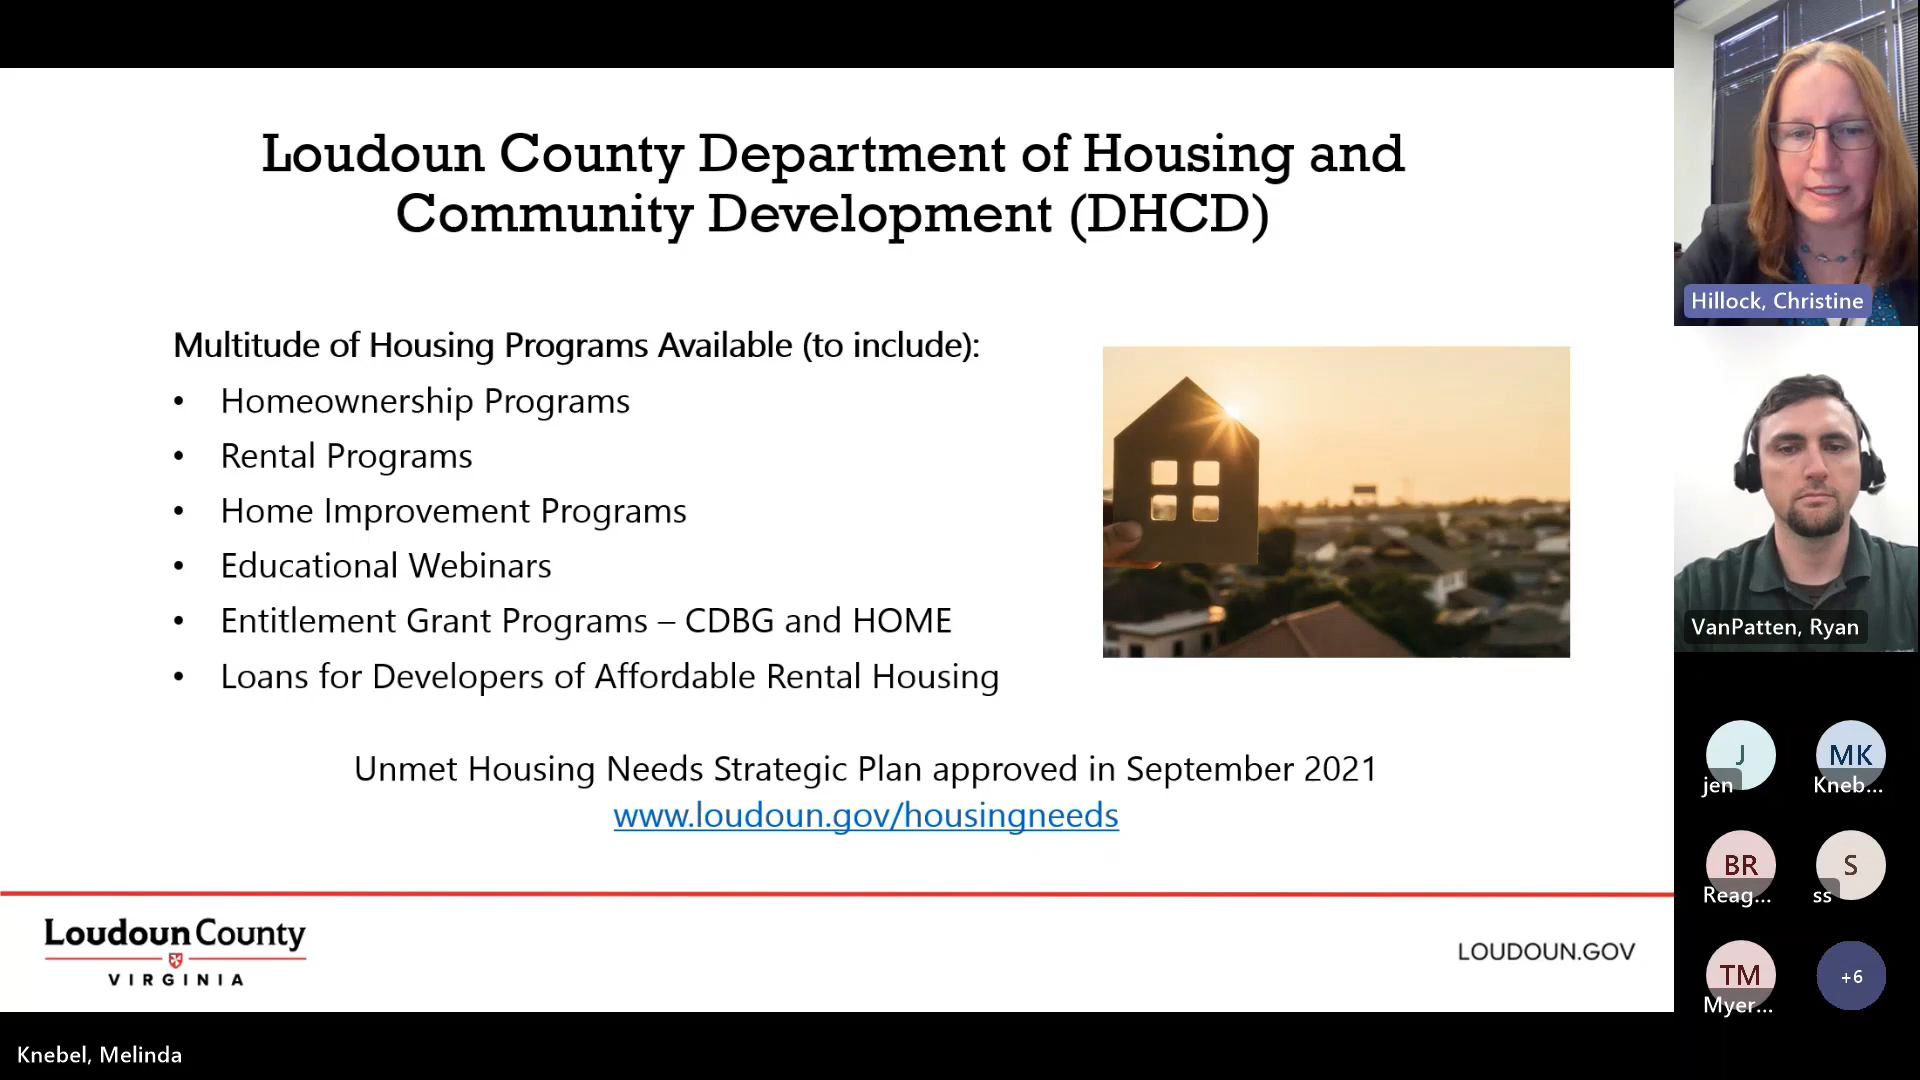 Loudoun County Department of Housing and
Community Development (DHCD)
Multitude of Housing Programs Available (to include):
• Homeownership Programs
• Rental Programs
• Home Improvement Programs
• Educational Webinars
• Entitlement Grant Programs – CDBG and HOME
• Loans for Developers of Affordable Rental Housing
Unmet Housing Needs Strategic Plan approved in September 2021
www.loudoun.gov/housingneeds
Loudoun County
VIRGINIA
LOUDOUN.GOV
Knebel, Melinda
Hillock, Christine
VanPatten, Ryan
J
jen
MK
Kneb...
BR
Reag...
S
ss
TM
Myer...
+6